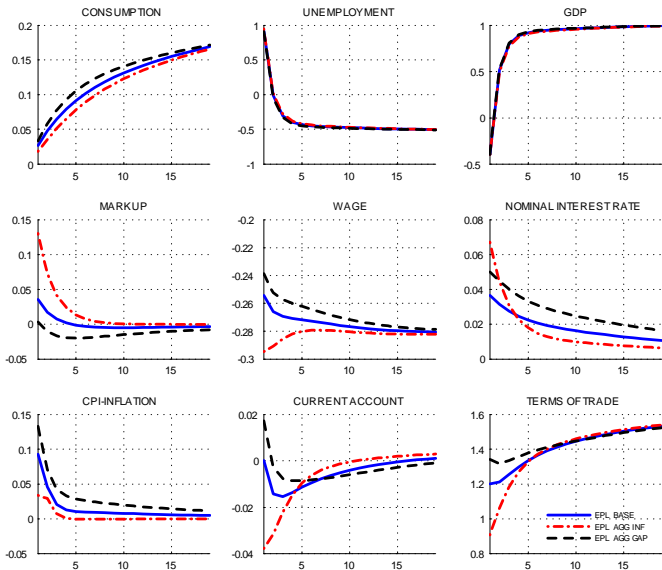 CONSUMPTION
0.2
0.15
0.1
0.05
0
5 10 15
UNEMPLOYMENT
1
0.5
0
-0.5
-1
5 10 15
GDP
1
0.5
0
-0.5
5 10 15
MARKUP
0.15
0.1
0.05
0
-0.05
5 10 15
WAGE
-0.2
-0.22
-0.24
-0.26
-0.28
-0.3
5 10 15
NOMINAL INTEREST RATE
0.08
0.06
0.04
0.02
0
5 10 15
CPI-INFLATION
0.15
0.1
0.05
0
-0.05
5 10 15
CURRENT ACCOUNT
0.02
0
-0.02
-0.04
5 10 15
TERMS OF TRADE
1.6
1.4
1.2
1
0.8
5 10 15
EPL BASE
EPL AGG INF
EPL AGG GAP